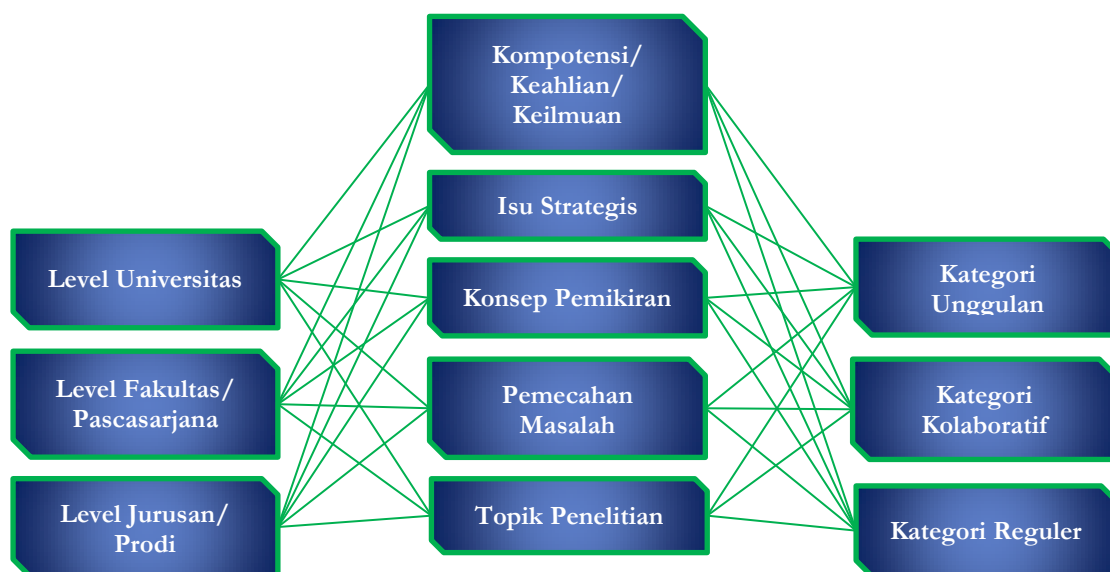 Level Universitas
Level Fakultas/
Pascasarjana
Level Jurusan/
Prodi
Kompotensi/
Keahlian/
Keilmuan
Isu Strategis
Konsep Pemikiran
Pemecahan
Masalah
Topik Penelitian
Kategori
Unggulan
Kategori
Kolaboratif
Kategori Reguler